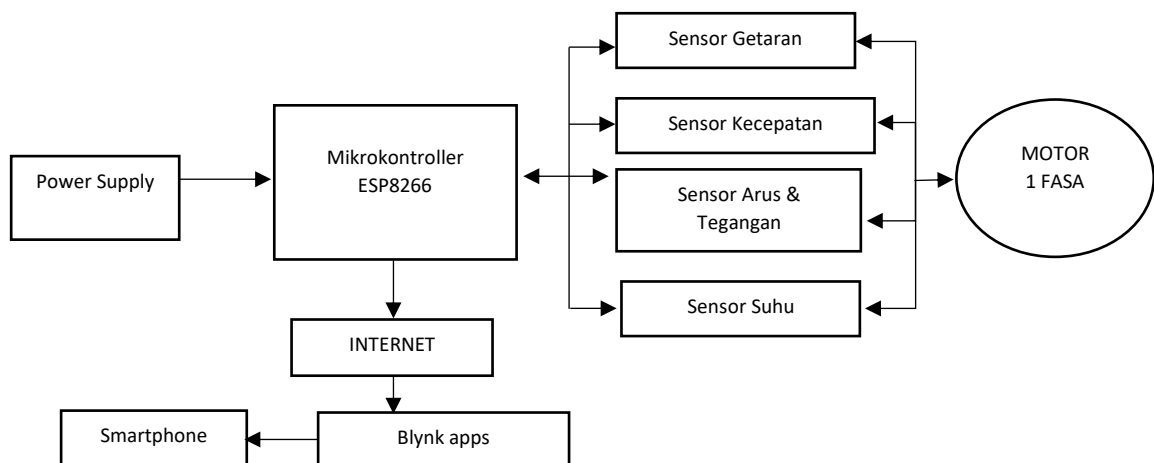 Sensor Getaran
Sensor Kecepatan
Mikrokontroller
ESP8266
Power Supply
Sensor Arus &
Tegangan
MOTOR
1 FASA
Sensor Suhu
INTERNET
Smartphone
Blynk apps